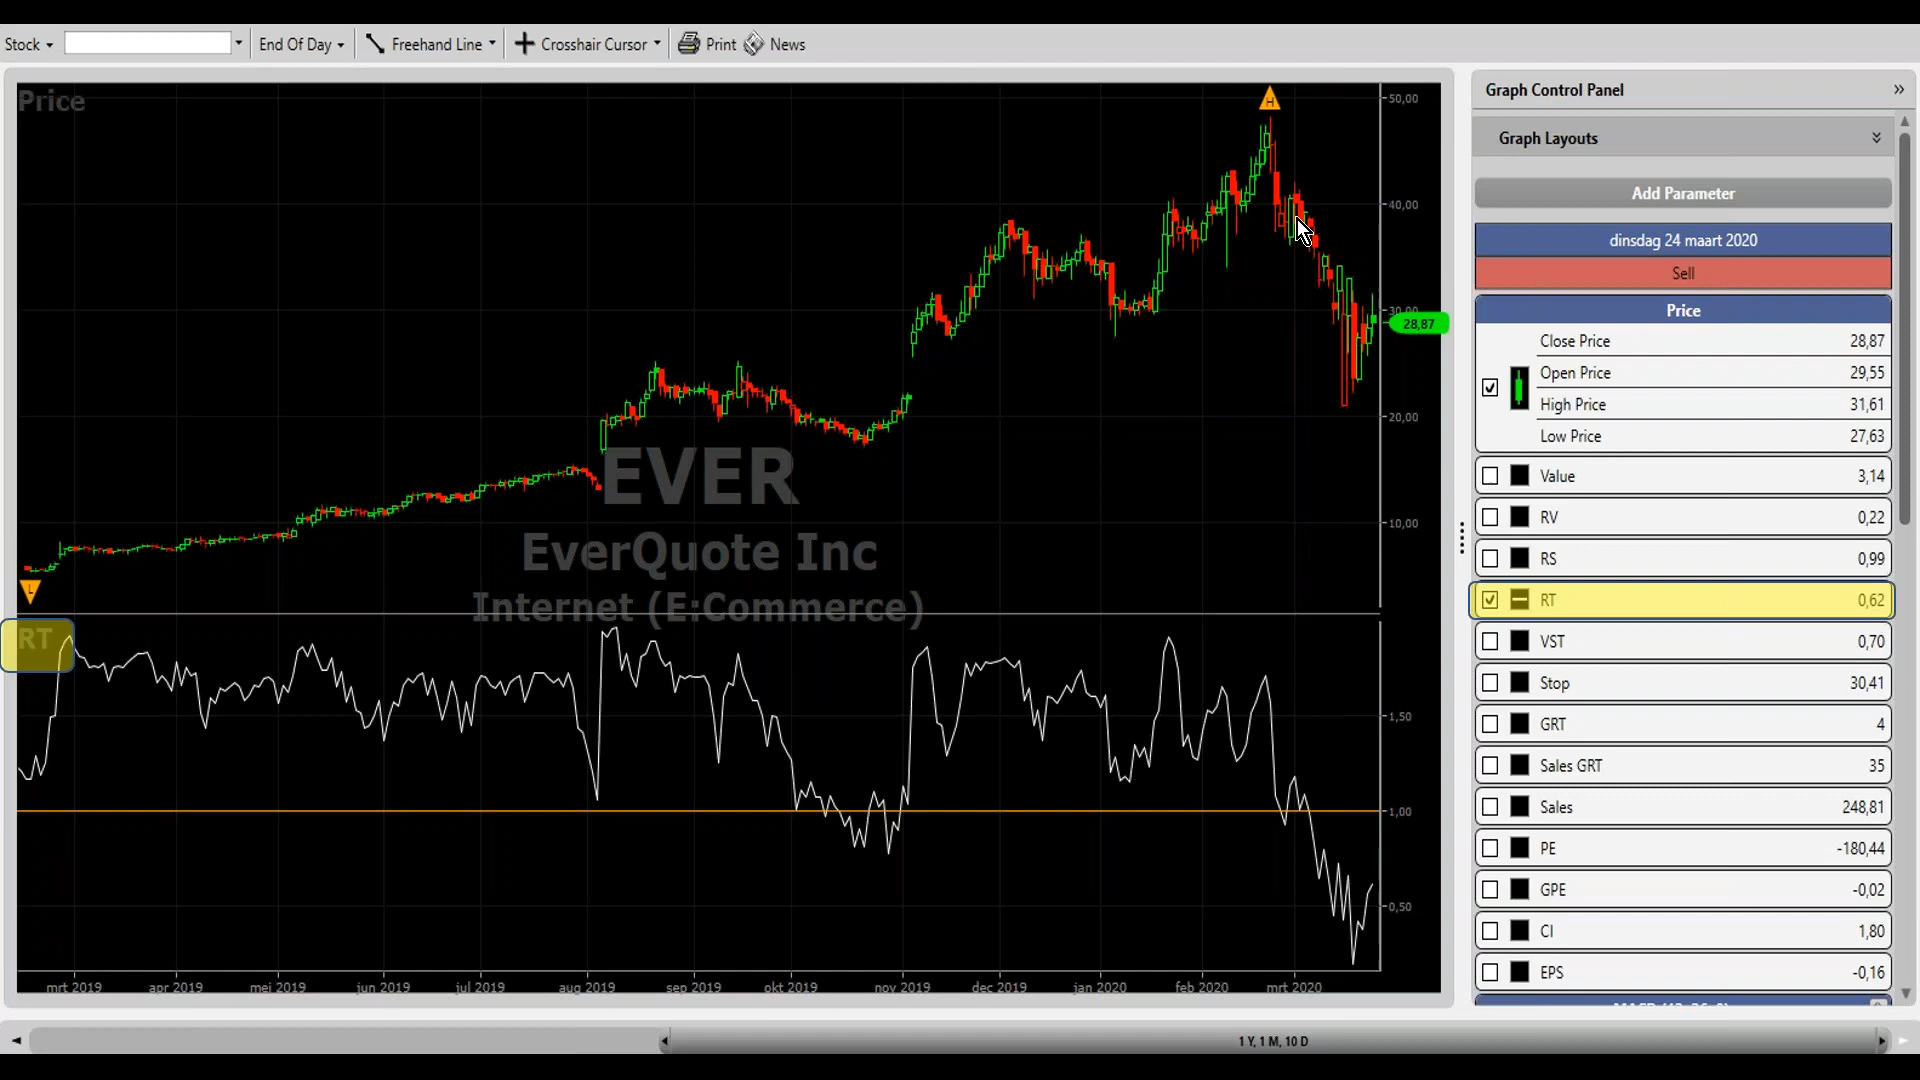 Stock
End Of Day
Freehand Line
Crosshair Cursor
Print
News
Price
H
50,00
40,00
30,00
28,87
20,00
10,00
EVER
EverQuote Inc
Internet (E:Commerce)
L
RT
1,50
1,00
0,50
mrt 2019
apr 2019
mei 2019
jun 2019
jul 2019
aug 2019
sep 2019
okt 2019
nov 2019
dec 2019
jan 2020
feb 2020
mrt 2020
Graph Control Panel
Graph Layouts
Add Parameter
dinsdag 24 maart 2020
Sell
Price
Close Price 28,87
Open Price 29,55
High Price 31,61
Low Price 27,63
Value 3,14
RV 0,22
RS 0,99
RT 0,62
VST 0,70
Stop 30,41
GRT 4
Sales GRT 35
Sales 248,81
PE -180,44
GPE -0,02
CI 1,80
EPS -0,16
1 Y, 1 M, 10 D